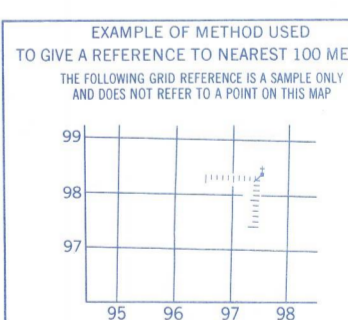 EXAMPLE OF METHOD USED
TO GIVE A REFERENCE TO NEAREST 100 ME
THE FOLLOWING GRID REFERENCE IS A SAMPLE ONLY
AND DOES NOT REFER TO A POINT ON THIS MAP
99
98
97
95 96 97 98